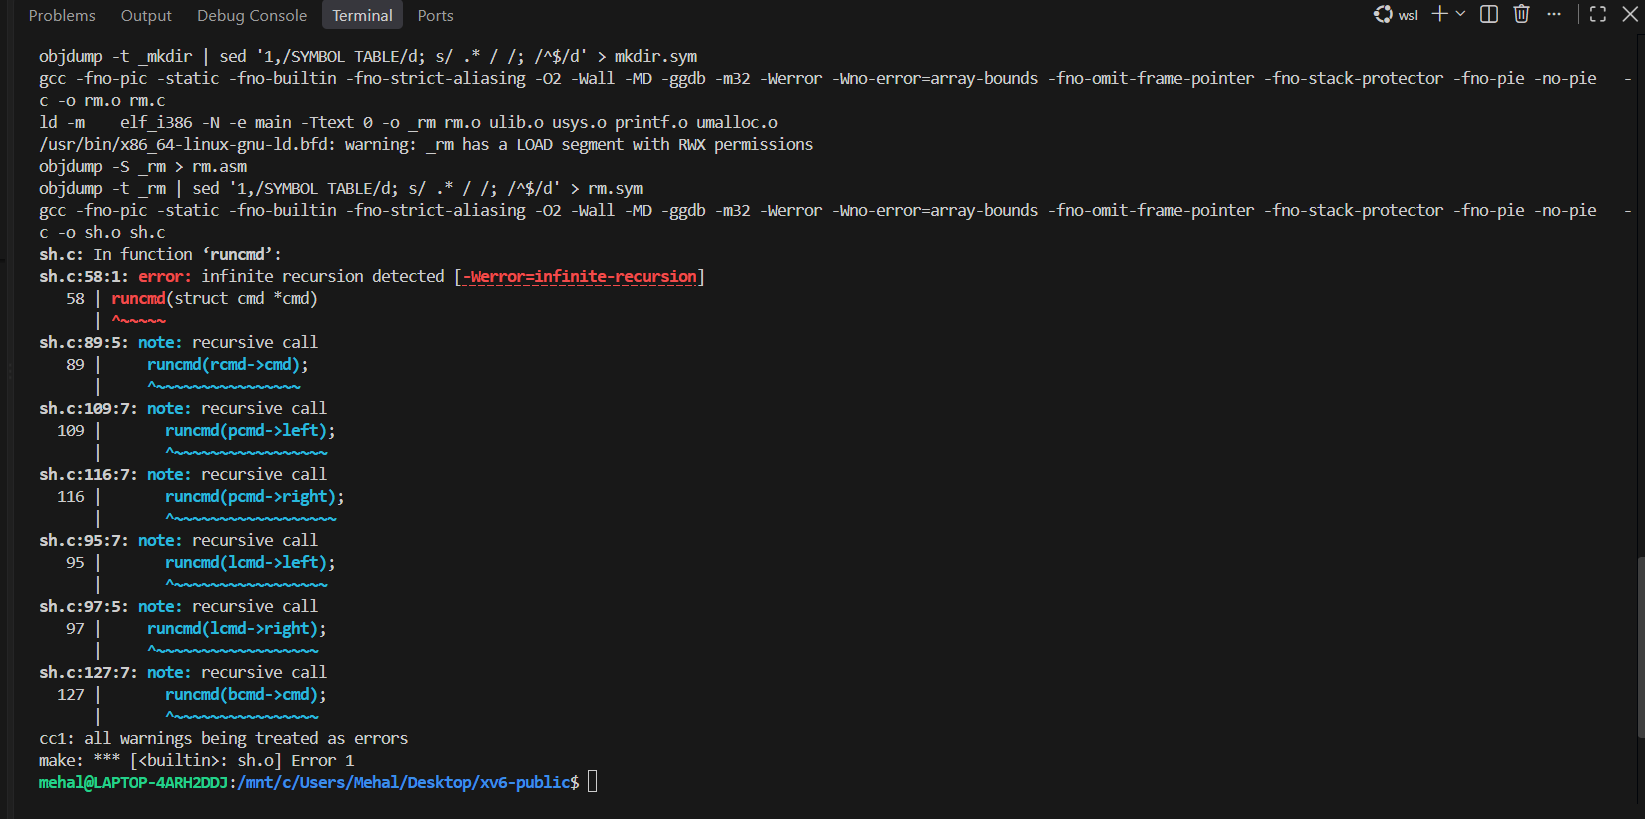 Problems Output Debug Console Terminal Ports wsl
objdump -t _mkdir | sed '1,/SYMBOL TABLE/d; s/ .* / /; /^$/d' > mkdir.sym
gcc -fno-pic -static -fno-builtin -fno-strict-aliasing -O2 -Wall -MD -ggdb -m32 -Werror -Wno-error=array-bounds -fno-omit-frame-pointer -fno-stack-protector -fno-pie -no-pie   -
c -o rm.o rm.c
ld -m    elf_i386 -N -e main -Ttext 0 -o _rm rm.o ulib.o usys.o printf.o umalloc.o
/usr/bin/x86_64-linux-gnu-ld.bfd: warning: _rm has a LOAD segment with RWX permissions
objdump -S _rm > rm.asm
objdump -t _rm | sed '1,/SYMBOL TABLE/d; s/ .* / /; /^$/d' > rm.sym
gcc -fno-pic -static -fno-builtin -fno-strict-aliasing -O2 -Wall -MD -ggdb -m32 -Werror -Wno-error=array-bounds -fno-omit-frame-pointer -fno-stack-protector -fno-pie -no-pie   -
c -o sh.o sh.c
sh.c: In function ‘runcmd’:
sh.c:58:1: error: infinite recursion detected [-Werror=infinite-recursion]
   58 | runcmd(struct cmd *cmd)
      | ^~~~~~
sh.c:89:5: note: recursive call
   89 |     runcmd(rcmd->cmd);
      |     ^~~~~~~~~~~~~~~~~
sh.c:109:7: note: recursive call
  109 |       runcmd(pcmd->left);
      |       ^~~~~~~~~~~~~~~~~~
sh.c:116:7: note: recursive call
  116 |       runcmd(pcmd->right);
      |       ^~~~~~~~~~~~~~~~~~~
sh.c:95:7: note: recursive call
   95 |       runcmd(lcmd->left);
      |       ^~~~~~~~~~~~~~~~~~
sh.c:97:5: note: recursive call
   97 |     runcmd(lcmd->right);
      |     ^~~~~~~~~~~~~~~~~~~
sh.c:127:7: note: recursive call
  127 |       runcmd(bcmd->cmd);
      |       ^~~~~~~~~~~~~~~~~
cc1: all warnings being treated as errors
make: *** [<builtin>: sh.o] Error 1
mehal@LAPTOP-4ARH2DDJ:/mnt/c/Users/Mehal/Desktop/xv6-public$